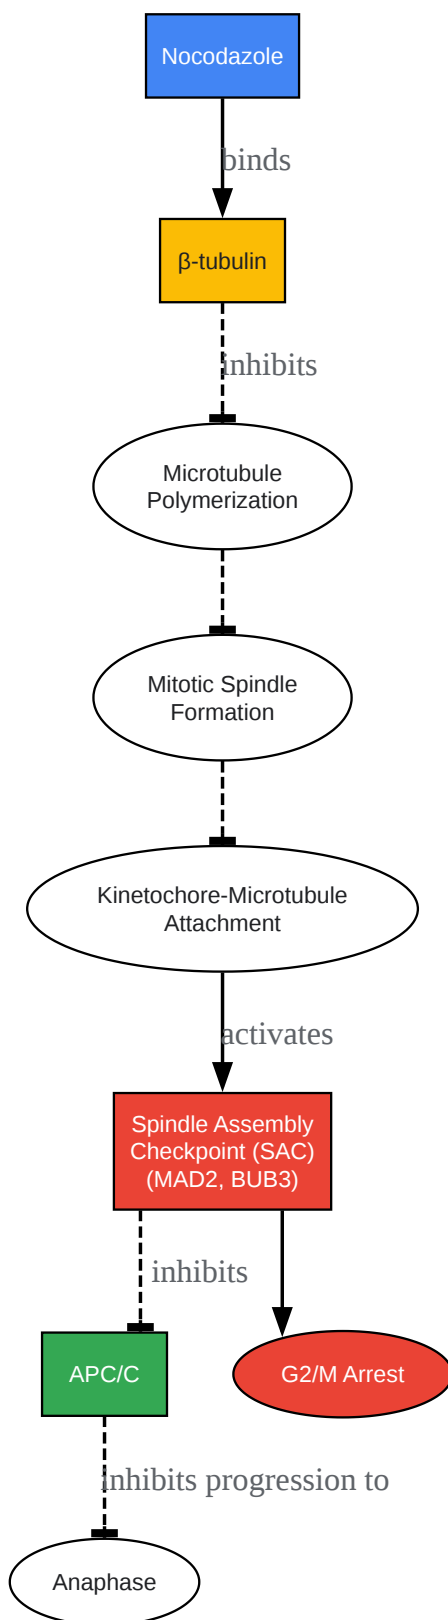 Nocodazole
binds
β-tubulin
inhibits
Microtubule
Polymerization
Mitotic Spindle
Formation
Kinetochore-Microtubule
Attachment
activates
Spindle Assembly
Checkpoint (SAC)
(MAD2, BUB3)
inhibits
APC/C
G2/M Arrest
inhibits progression to
Anaphase